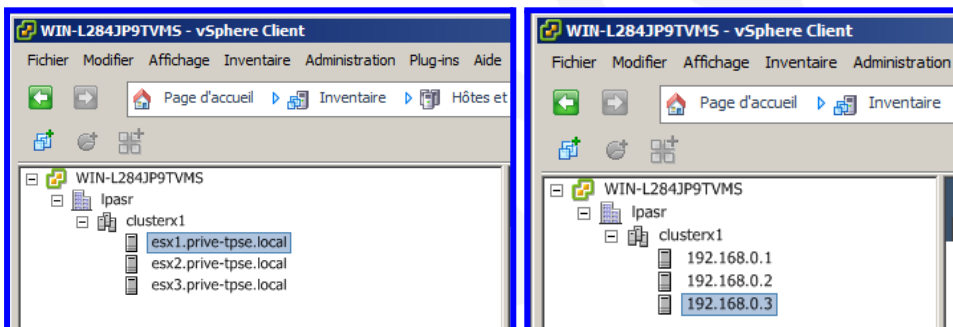 WIN-L284JP9TVMS - vSphere Client
Fichier Modifier Affichage Inventaire Administration Plug-ins Aide
Page d'accueil Inventaire Hôtes et
WIN-L284JP9TVMS
lpasr
clusterx1
esx1.prive-tpse.local
esx2.prive-tpse.local
esx3.prive-tpse.local
WIN-L284JP9TVMS - vSphere Client
Fichier Modifier Affichage Inventaire Administration
Page d'accueil Inventaire
WIN-L284JP9TVMS
lpasr
clusterx1
192.168.0.1
192.168.0.2
192.168.0.3